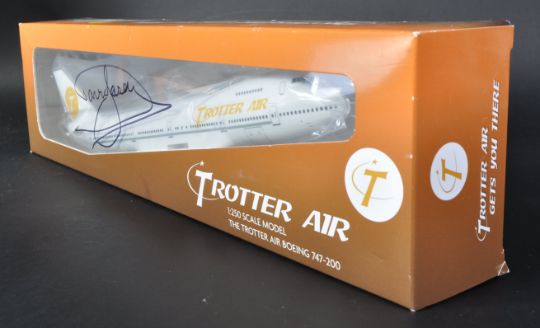 TROTTER AIR
TROTTER AIR
1:250 SCALE MODEL
THE TROTTER AIR BOEING 747-200
T
T
TROTTER AIR
GETS YOU THERE